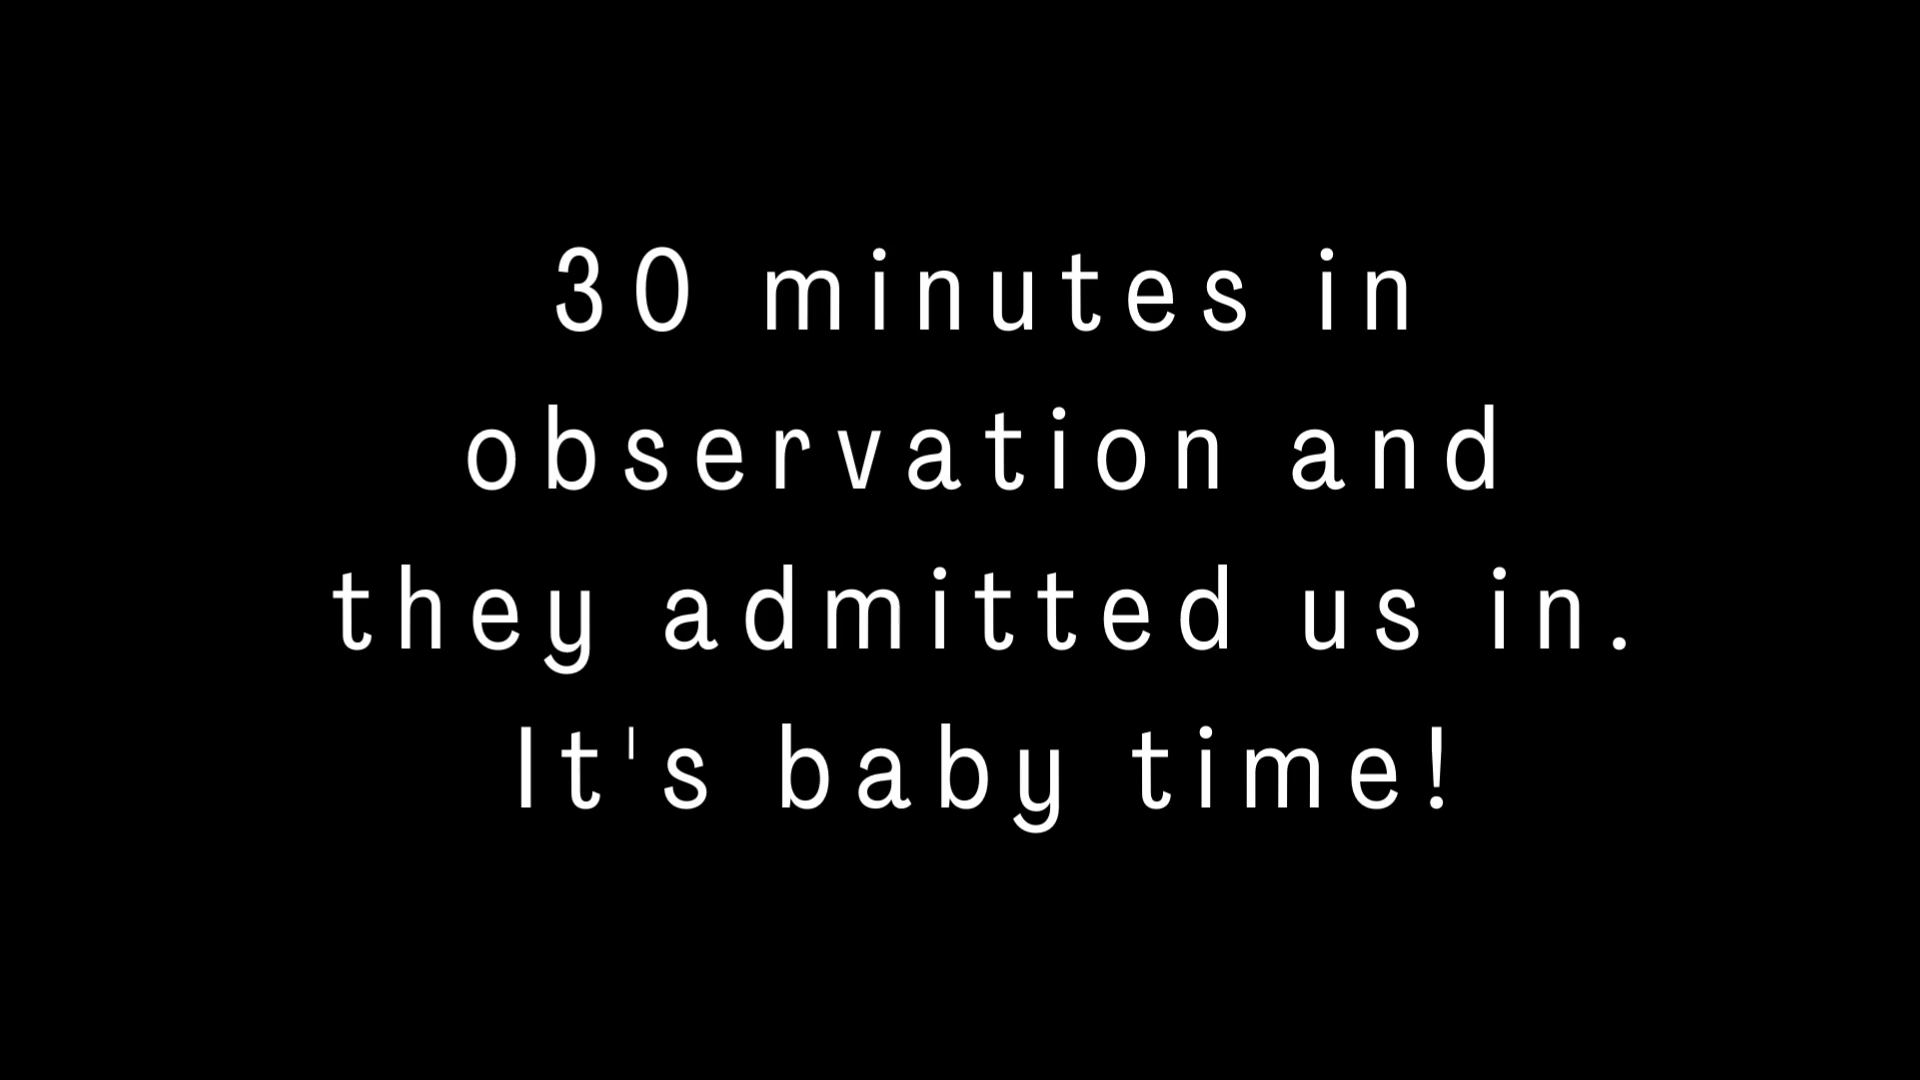 30 minutes in
observation and
they admitted us in.
It's baby time!